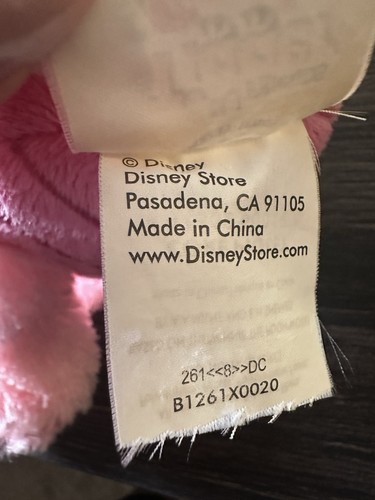 © Disney
Disney Store
Pasadena, CA 91105
Made in China
www.DisneyStore.com
261<<8>>DC
B1261X0020